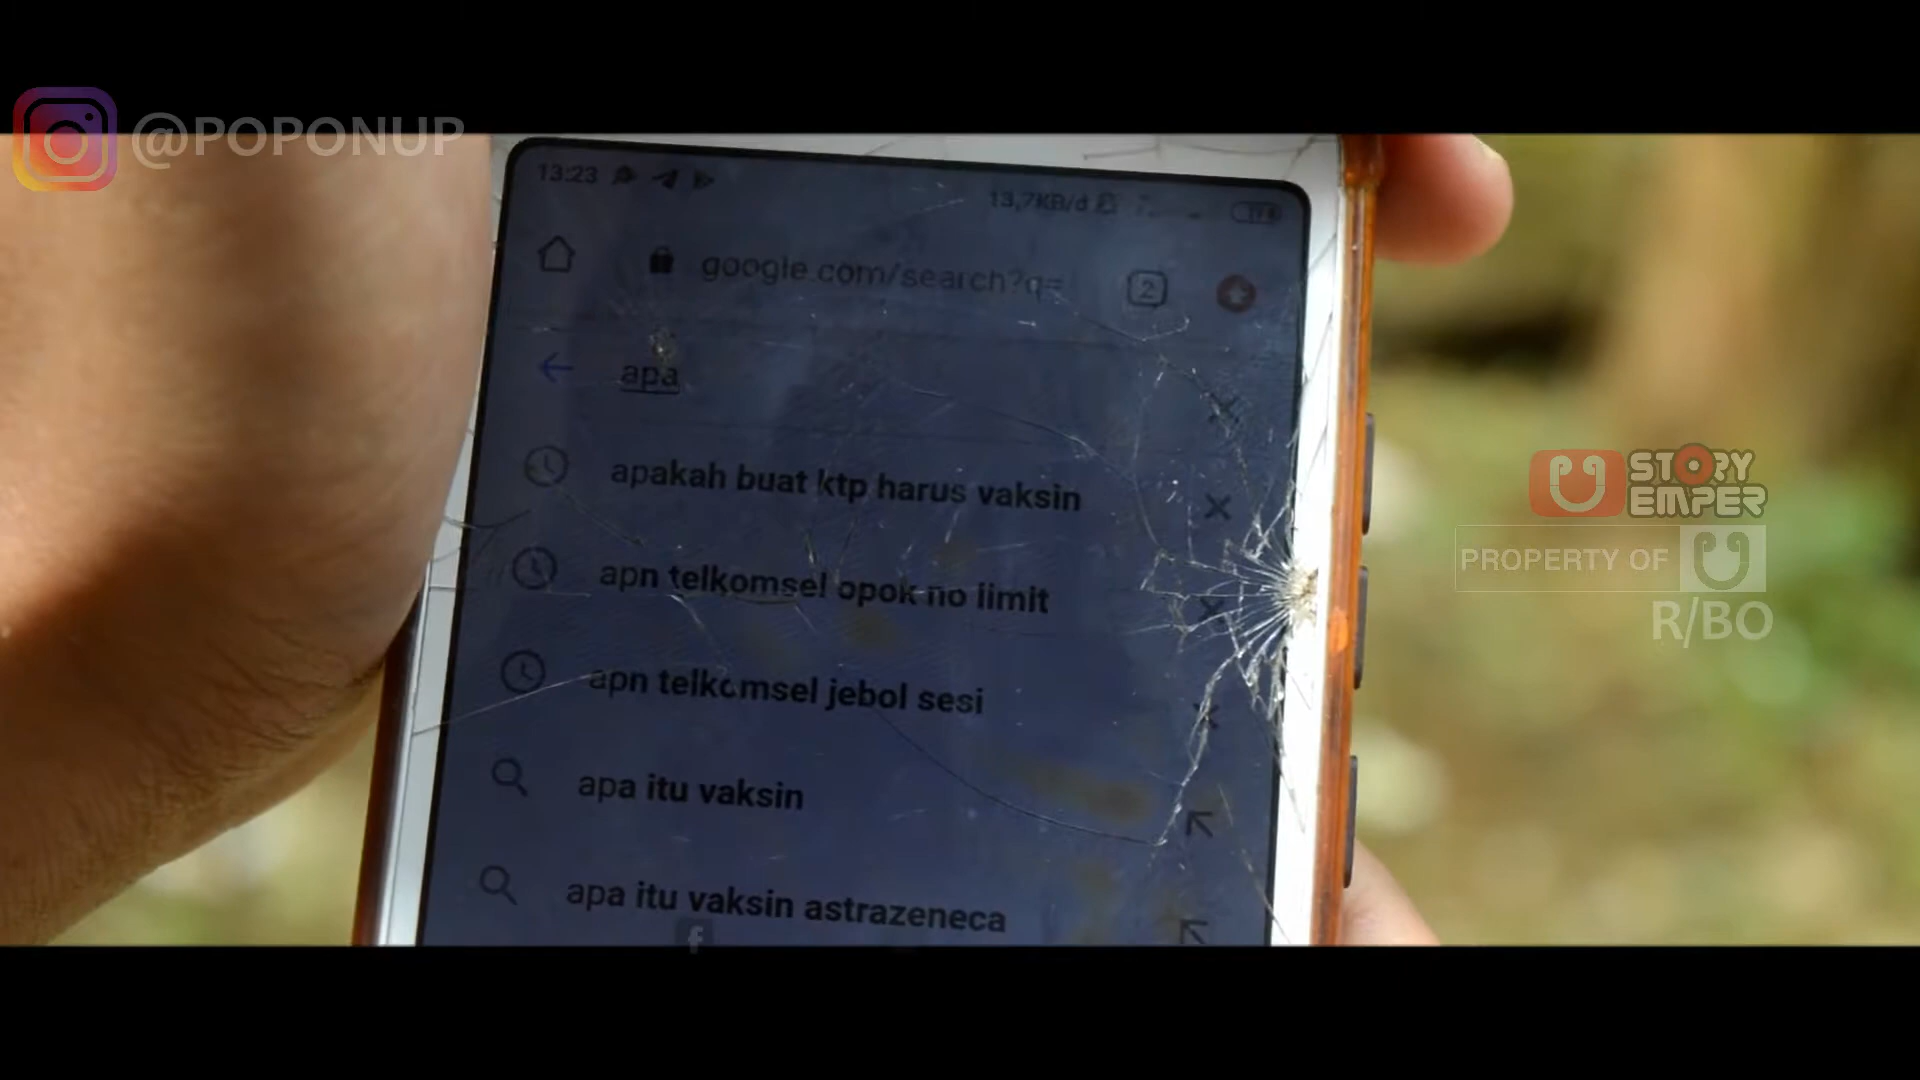 @POPONUP
13:23
13,7KB/d
google.com/search?q=
2
apa
apakah buat ktp harus vaksin
apn telkomsel opok no limit
apn telkomsel jebol sesi
apa itu vaksin
apa itu vaksin astrazeneca
f
STORY
EMPER
PROPERTY OF
R/BO